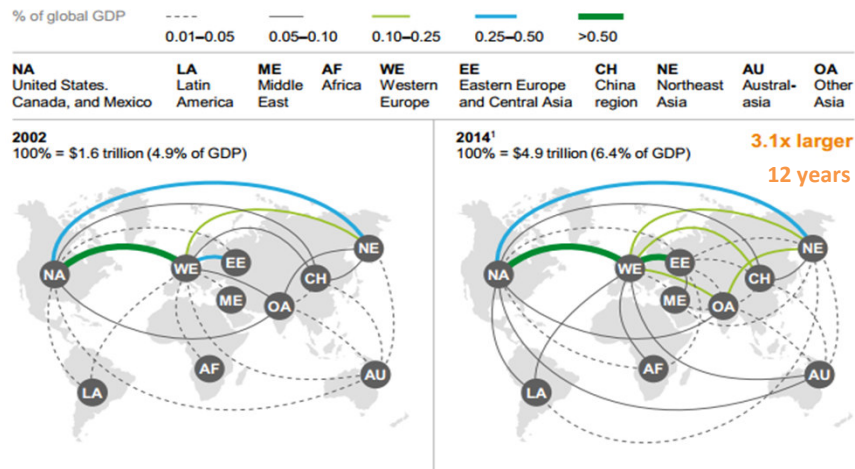 % of global GDP
0.01–0.05 0.05–0.10 0.10–0.25 0.25–0.50 >0.50
NA LA ME AF WE EE CH NE AU OA
United States. Latin Middle Africa Western Eastern Europe China Northeast Austral- Other
Canada, and Mexico America East Europe and Central Asia region Asia asia Asia
2002
100% = $1.6 trillion (4.9% of GDP)
NE
WE EE
NA
CH
ME
OA
AF
AU
LA
2014¹
100% = $4.9 trillion (6.4% of GDP)
3.1x larger
12 years
NE
WE EE
NA
CH
ME
OA
AF
AU
LA